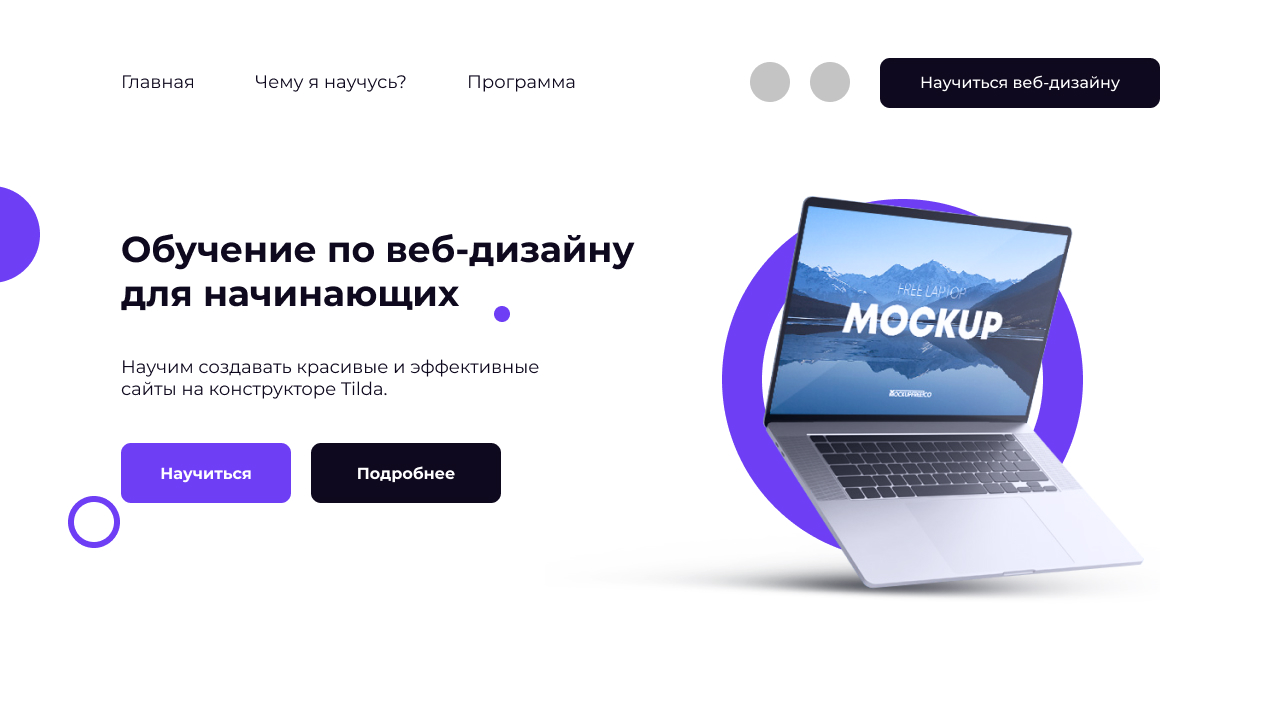 Главная
Чему я научусь?
Программа
Научиться веб-дизайну
Обучение по веб-дизайну
для начинающих
Научим создавать красивые и эффективные
сайты на конструкторе Tilda.
Научиться
Подробнее
FREE LAPTOP
MOCKUP